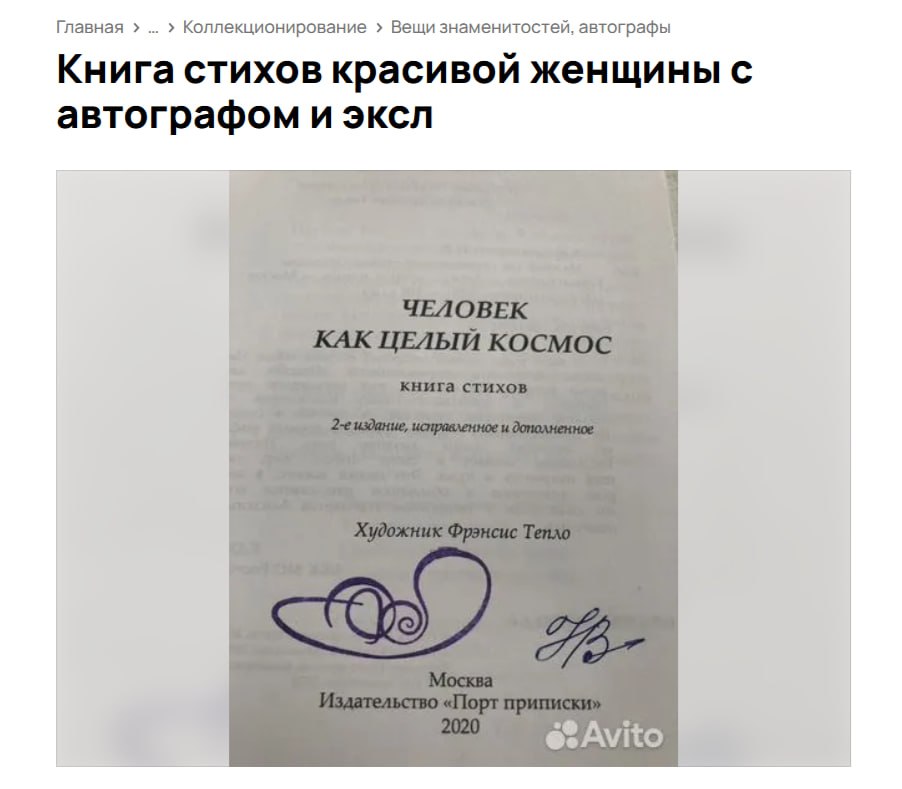 Главная › ... › Коллекционирование › Вещи знаменитостей, автографы
Книга стихов красивой женщины с
автографом и эксл
ЧЕЛОВЕК
КАК ЦЕЛЫЙ КОСМОС
книга стихов
2-е издание, исправленное и дополненное
Художник Фрэнсис Тепло
Москва
Издательство «Порт приписки»
2020
Avito